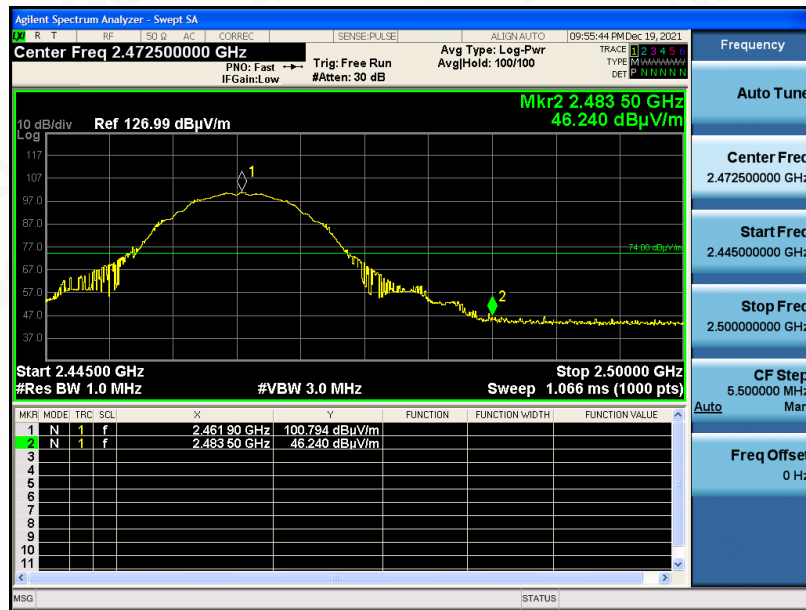 Agilent Spectrum Analyzer - Swept SA
LXI R T RF 50 Ω AC CORREC SENSE:PULSE ALIGN AUTO 09:55:44 PM Dec 19, 2021
Center Freq 2.472500000 GHz
PNO: Fast
IFGain:Low
Trig: Free Run
#Atten: 30 dB
Avg Type: Log-Pwr
Avg|Hold: 100/100
TRACE 1 2 3 4 5 6
TYPE M
DET P N N N N N
Mkr2 2.483 50 GHz
46.240 dBµV/m
10 dB/div Ref 126.99 dBµV/m
Log
117
107
97.0
87.0
77.0
67.0
57.0
47.0
37.0
1
74.00 dBµV/m
2
Start 2.44500 GHz Stop 2.50000 GHz
#Res BW 1.0 MHz #VBW 3.0 MHz Sweep 1.066 ms (1000 pts)
MKR MODE TRC SCL X Y FUNCTION FUNCTION WIDTH FUNCTION VALUE
1 N 1 f 2.461 90 GHz 100.794 dBµV/m
2 N 1 f 2.483 50 GHz 46.240 dBµV/m
3
4
5
6
7
8
9
10
11
MSG STATUS
Frequency
Auto Tune
Center Freq
2.472500000 GHz
Start Freq
2.445000000 GHz
Stop Freq
2.500000000 GHz
CF Step
5.500000 MHz
Auto Man
Freq Offset
0 Hz